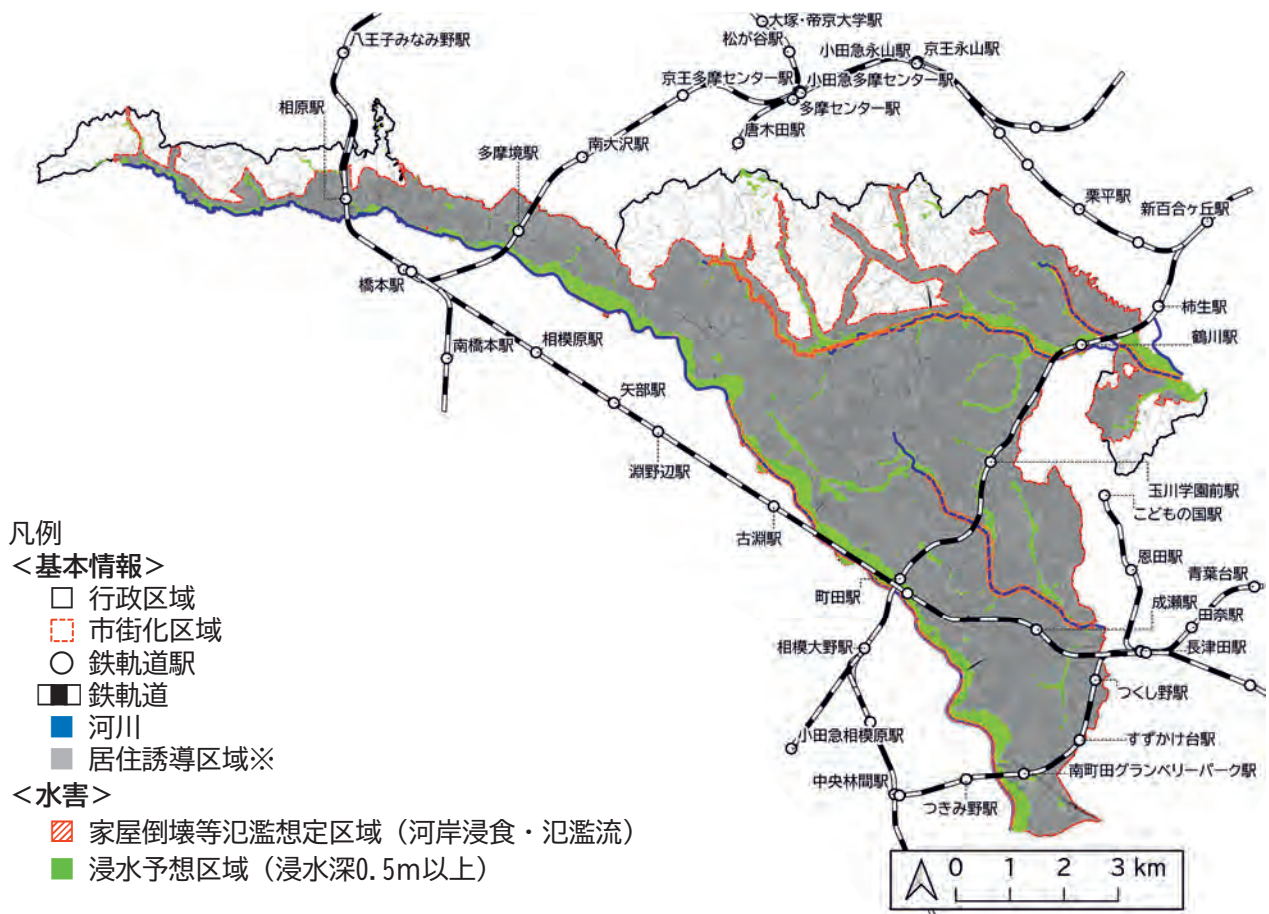 大塚・帝京大学駅
八王子みなみ野駅
松が谷駅
小田急永山駅
京王永山駅
京王多摩センター駅
小田急多摩センター駅
相原駅
多摩センター駅
唐木田駅
多摩境駅
南大沢駅
栗平駅
新百合ヶ丘駅
橋本駅
柿生駅
鶴川駅
南橋本駅
相模原駅
矢部駅
淵野辺駅
玉川学園前駅
こどもの国駅
古淵駅
恩田駅
青葉台駅
町田駅
成瀬駅
田奈駅
相模大野駅
長津田駅
つくし野駅
小田急相模原駅
すずかけ台駅
中央林間駅
南町田グランベリーパーク駅
つきみ野駅
凡例
<基本情報>
行政区域
市街化区域
鉄軌道駅
鉄軌道
河川
居住誘導区域※
<水害>
家屋倒壊等氾濫想定区域(河岸浸食・氾濫流)
浸水予想区域(浸水深0.5m以上)
0 1 2 3 km